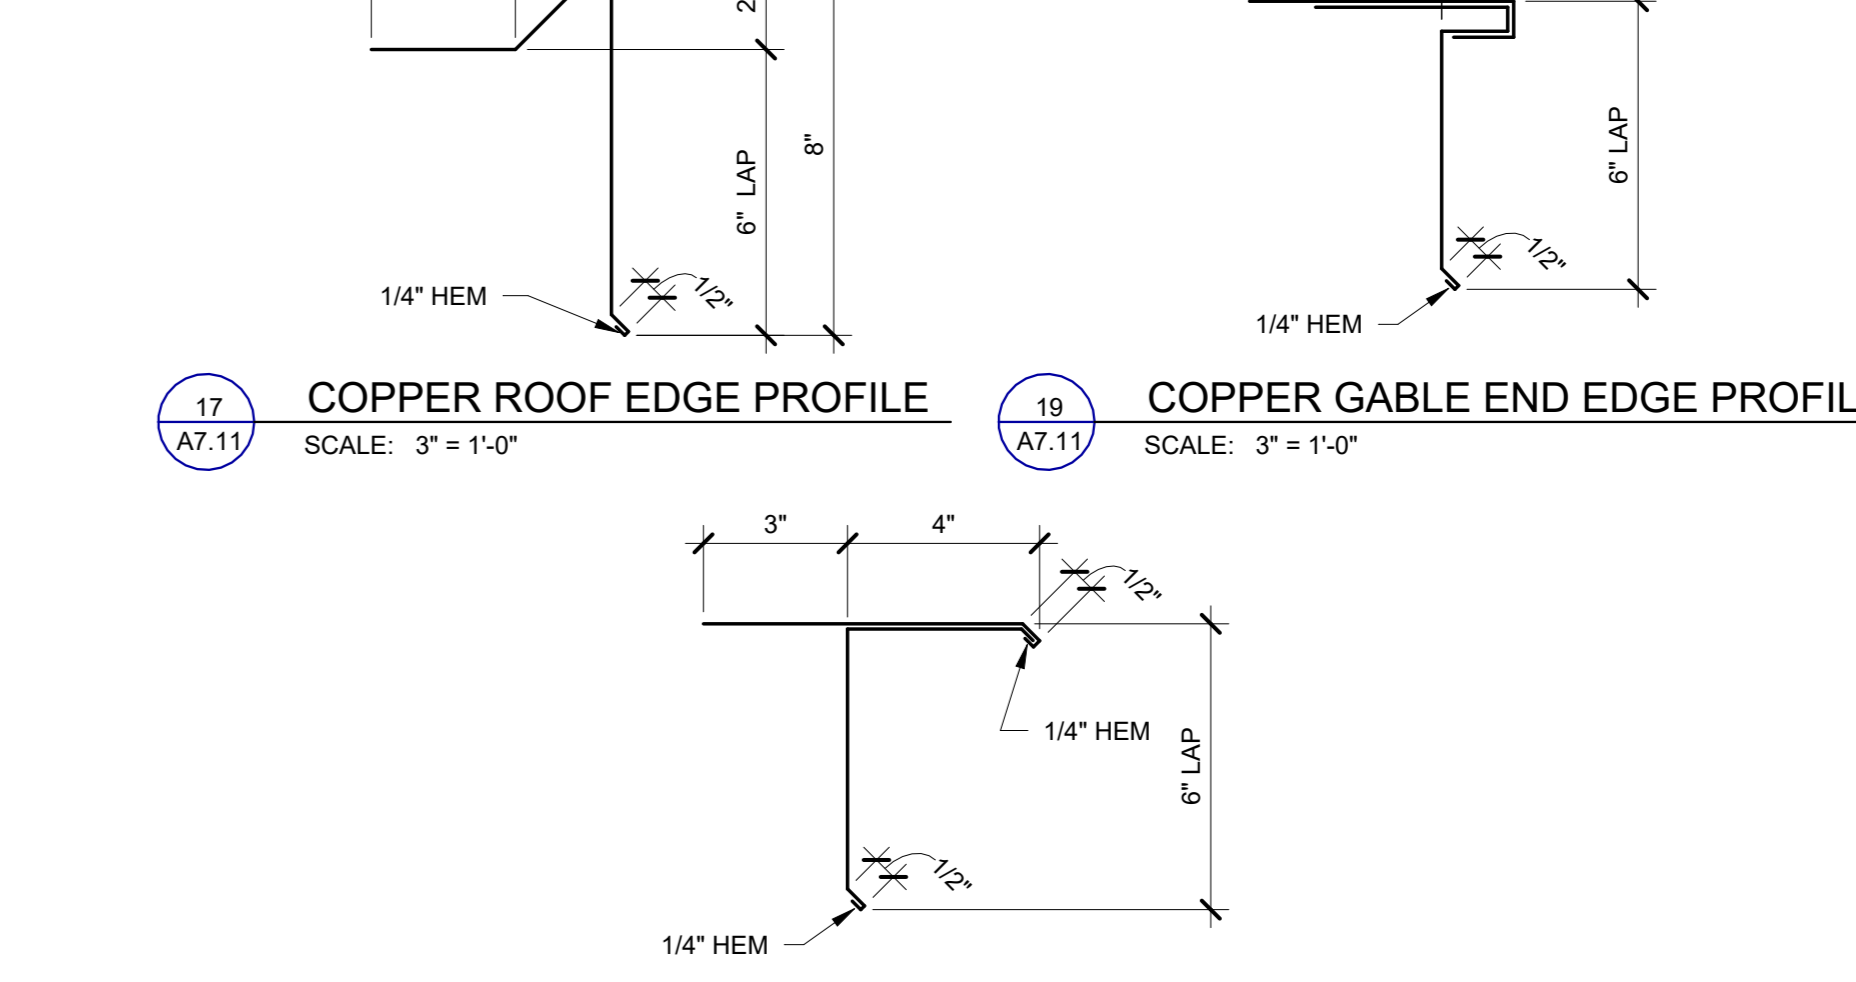 8"
6"  LAP
1/2"
1/4" HEM
6" LAP
1/2"
1/4" HEM
17
A7.11
COPPER ROOF EDGE PROFILE
SCALE:   3" = 1'-0"
19
A7.11
COPPER GABLE END EDGE PROFIL
SCALE:   3" = 1'-0"
3"
4"
1/2"
1/4" HEM
6" LAP
1/2"
1/4" HEM